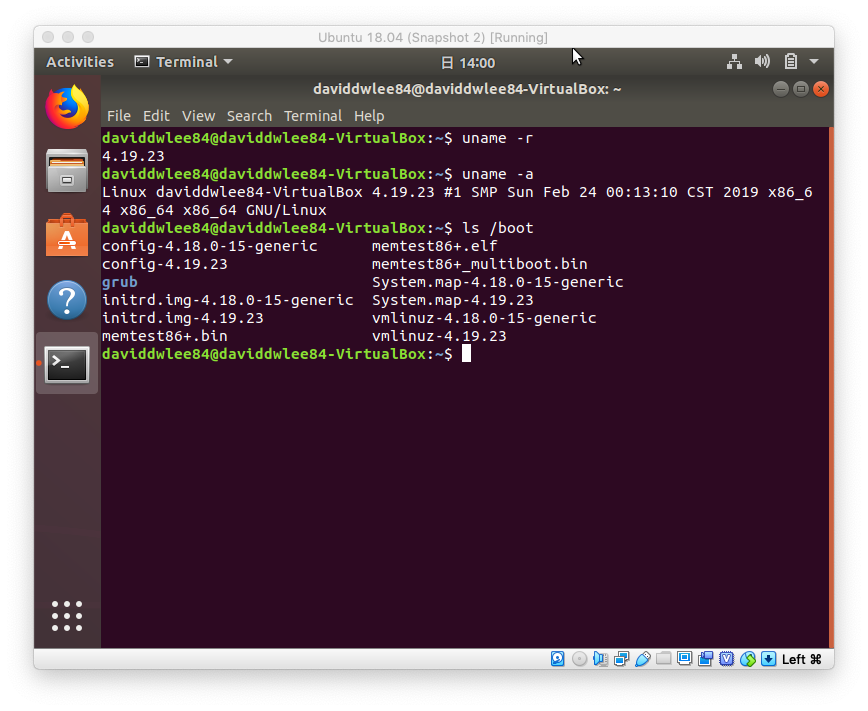 Ubuntu 18.04 (Snapshot 2) [Running]
Activities Terminal 日 14:00
daviddwlee84@daviddwlee84-VirtualBox: ~
File Edit View Search Terminal Help
daviddwlee84@daviddwlee84-VirtualBox:~$ uname -r
4.19.23
daviddwlee84@daviddwlee84-VirtualBox:~$ uname -a
Linux daviddwlee84-VirtualBox 4.19.23 #1 SMP Sun Feb 24 00:13:10 CST 2019 x86_6
4 x86_64 x86_64 GNU/Linux
daviddwlee84@daviddwlee84-VirtualBox:~$ ls /boot
config-4.18.0-15-generic memtest86+.elf
config-4.19.23 memtest86+_multiboot.bin
grub System.map-4.18.0-15-generic
initrd.img-4.18.0-15-generic System.map-4.19.23
initrd.img-4.19.23 vmlinuz-4.18.0-15-generic
memtest86+.bin vmlinuz-4.19.23
daviddwlee84@daviddwlee84-VirtualBox:~$
Left ⌘